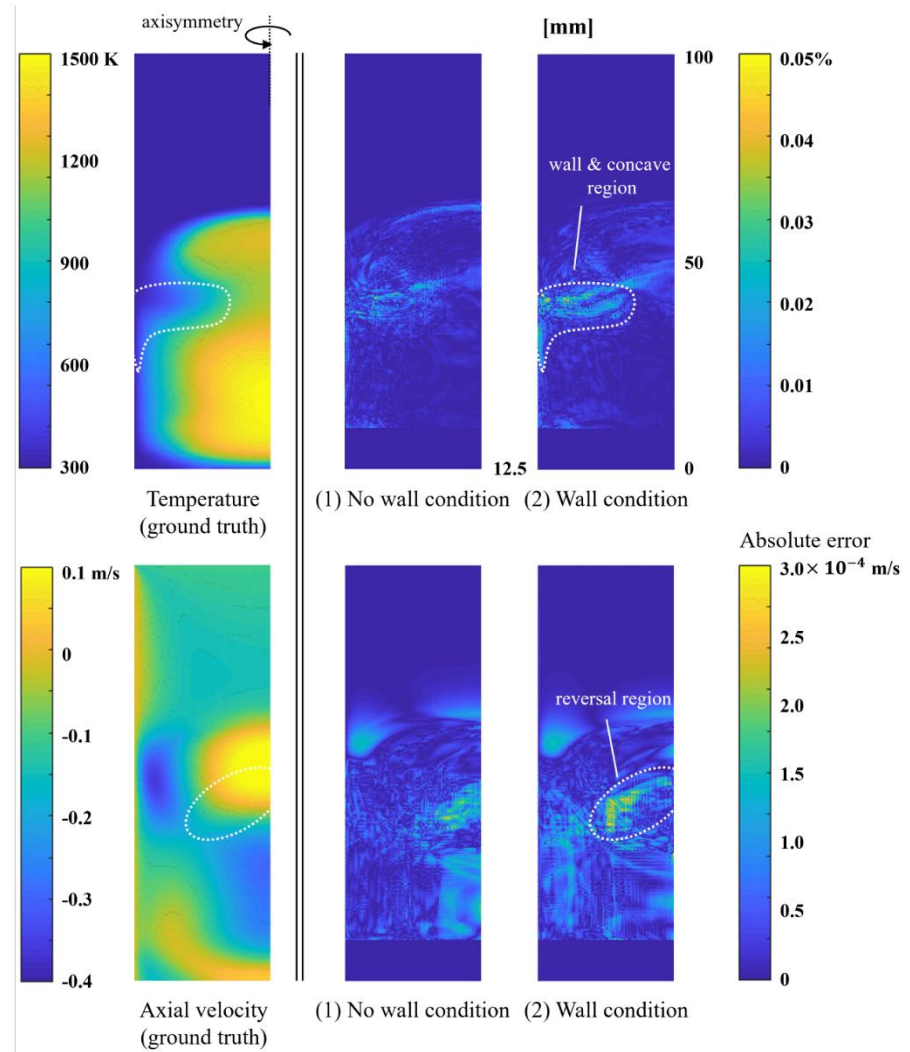 axisymmetry
[mm]
1500 K
1200
900
600
300
100
50
0
12.5
wall & concave
region
0.05%
0.04
0.03
0.02
0.01
0
Temperature
(ground truth)
(1) No wall condition
(2) Wall condition
Absolute error
0.1 m/s
0
-0.1
-0.2
-0.3
-0.4
reversal region
3.0× 10⁻⁴ m/s
2.5
2.0
1.5
1.0
0.5
0
Axial velocity
(ground truth)
(1) No wall condition
(2) Wall condition